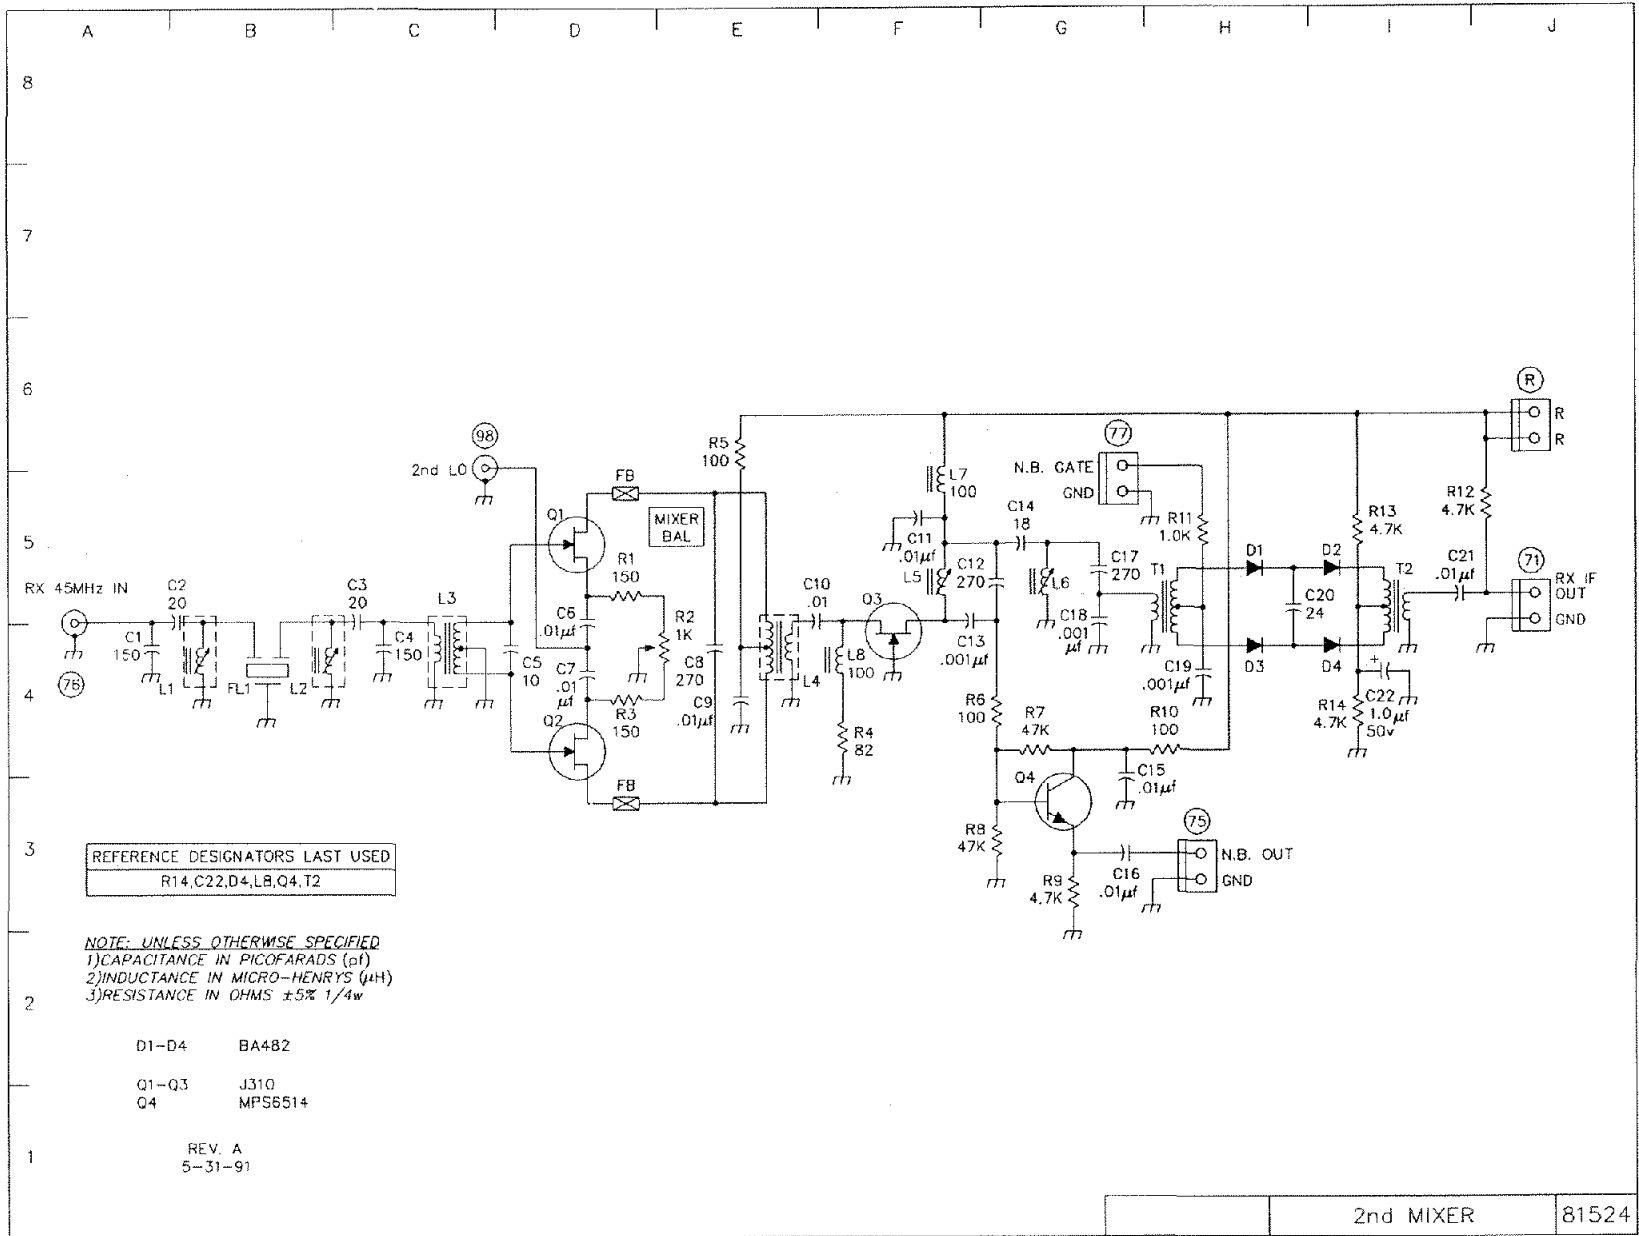 A B C D E F G H I J
8
7
6
5
4
3
2
1
R
R
R
98
2nd LO
77
N.B. GATE
GND
R5
100
FB
L7
100
R12
4.7K
R13
4.7K
Q1
MIXER
BAL
C14
18
R11
1.0K
C11
.01µf
D1
D2
71
RX 45MHz IN
C2
20
C3
20
L3
R1
150
C10
.01
Q3
L5
C12
270
L6
C17
270
T1
T2
C21
.01µf
RX IF
OUT
GND
C1
150
C4
150
C6
.01µf
R2
1K
C20
24
C18
.001
µf
C13
.001µf
76
L1
FL1
L2
C5
10
C7
.01
µf
C8
270
L4
L8
100
C19
.001µf
D3
D4
C9
.01µf
R3
150
Q2
R4
82
R6
100
R7
47K
R10
100
R14
4.7K
+
C22
1.0µf
50v
FB
Q4
C15
.01µf
R8
47K
75
N.B. OUT
GND
R9
4.7K
C16
.01µf
REFERENCE DESIGNATORS LAST USED
R14,C22,D4,L8,Q4,T2
NOTE: UNLESS OTHERWISE SPECIFIED
1)CAPACITANCE IN PICOFARADS (pf)
2)INDUCTANCE IN MICRO-HENRYS (µH)
3)RESISTANCE IN OHMS ±5% 1/4w
D1-D4 BA482
Q1-Q3 J310
Q4 MPS6514
REV. A
5-31-91
2nd MIXER 81524